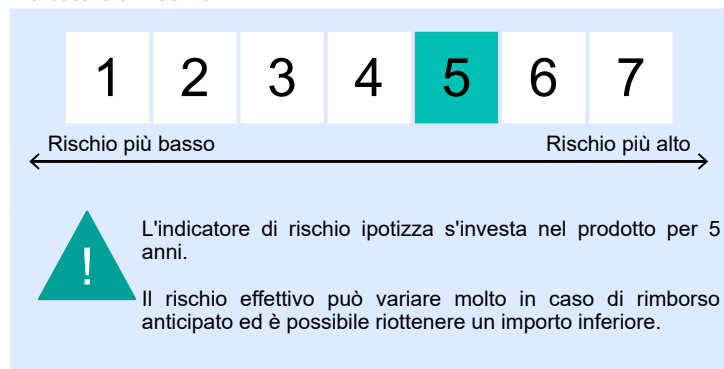 1 2 3 4 5 6 7
Rischio più basso Rischio più alto
! L'indicatore di rischio ipotizza s'investa nel prodotto per 5
anni.
Il rischio effettivo può variare molto in caso di rimborso
anticipato ed è possibile riottenere un importo inferiore.